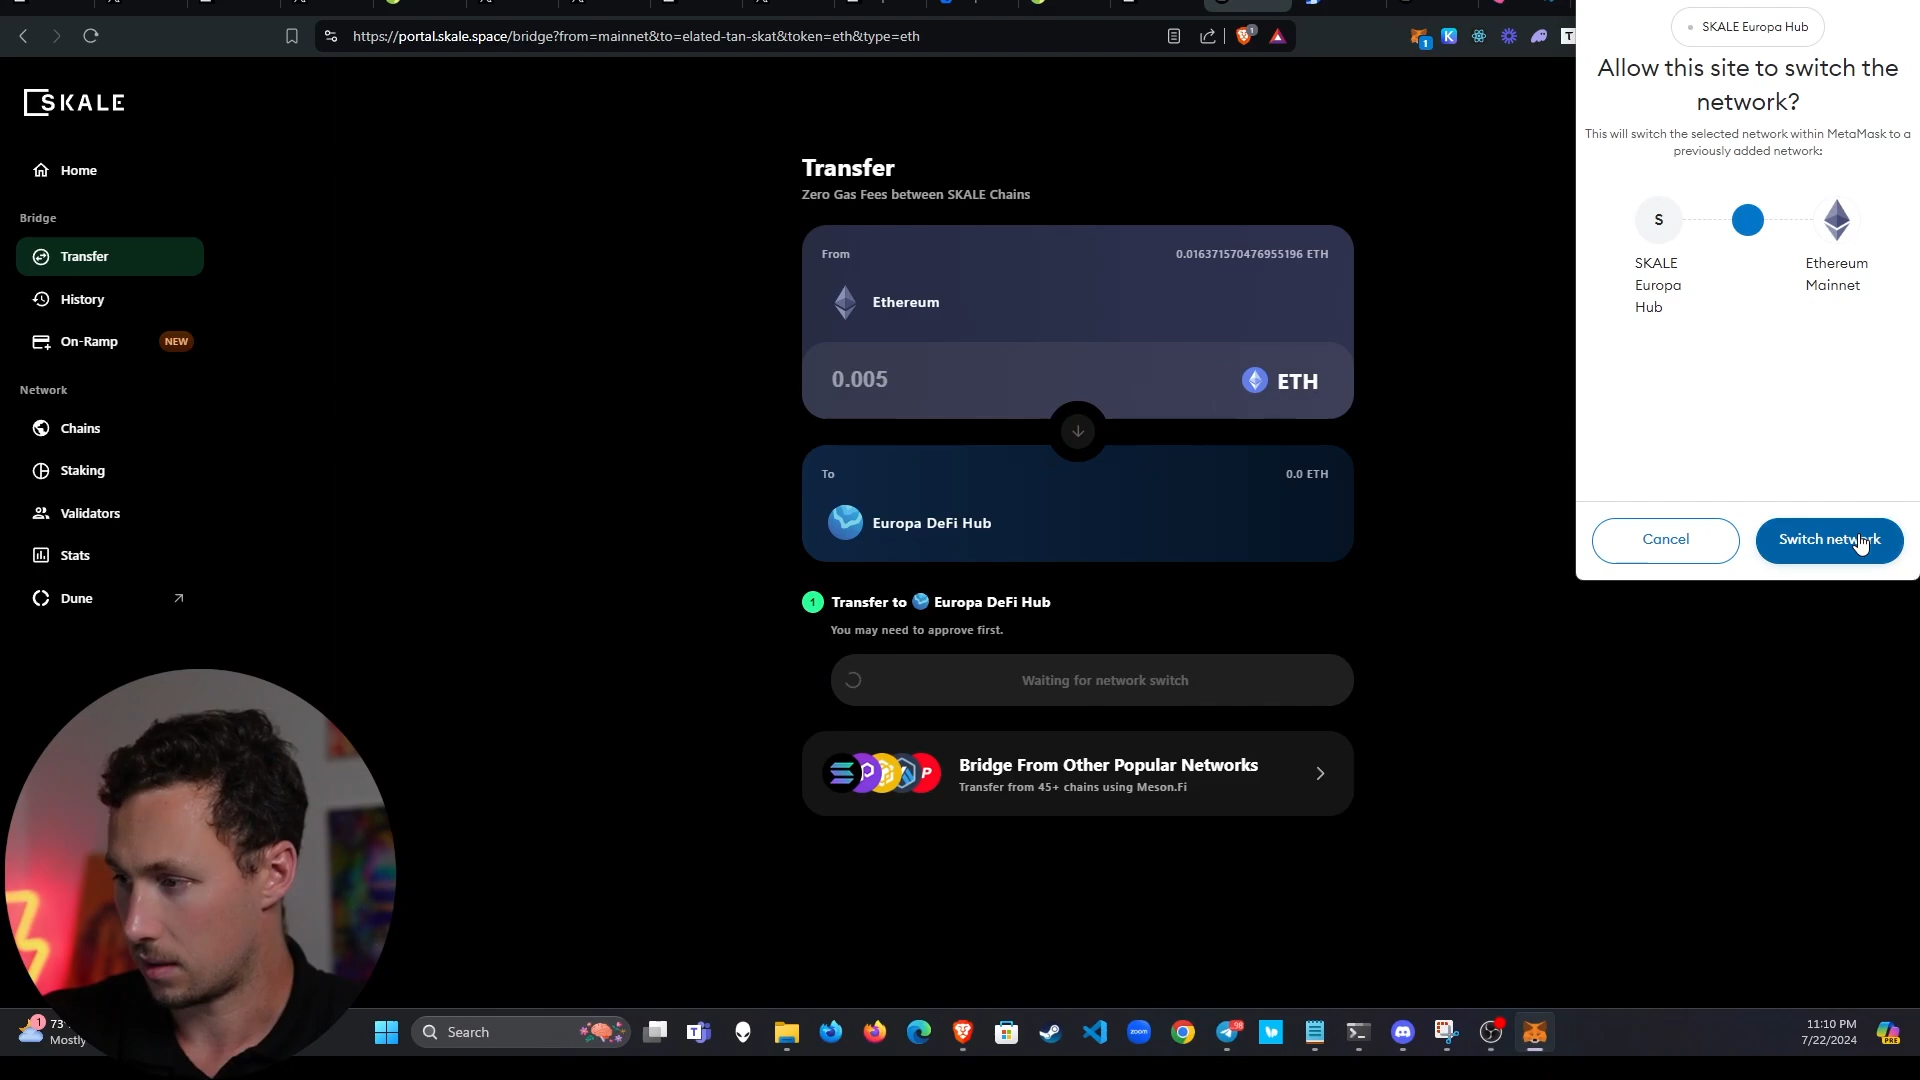 https://portal.skale.space/bridge?from=mainnet&to=elated-tan-skat&token=eth&type=eth
1
1
K
T
SKALE
Home
Bridge
Transfer
History
On-Ramp
NEW
Network
Chains
Staking
Validators
Stats
Dune
Transfer
Zero Gas Fees between SKALE Chains
From
0.016371570476955196 ETH
Ethereum
0.005
ETH
To
0.0 ETH
Europa DeFi Hub
1
Transfer to Europa DeFi Hub
You may need to approve first.
Waiting for network switch
Bridge From Other Popular Networks
Transfer from 45+ chains using Meson.Fi
SKALE Europa Hub
Allow this site to switch the
network?
This will switch the selected network within MetaMask to a
previously added network:
S
SKALE
Europa
Hub
Ethereum
Mainnet
Cancel
Switch network
1
73°
Mostly
Search
zoom
98
11:10 PM
7/22/2024
PRE